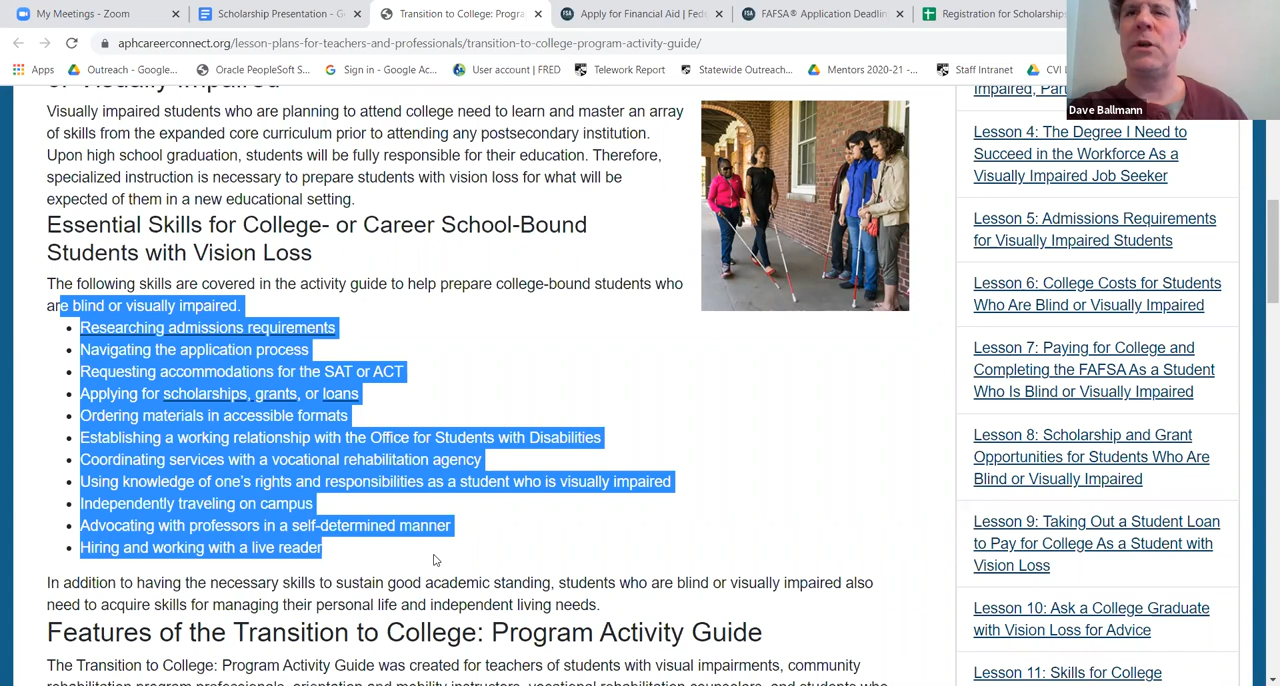 My Meetings - Zoom
Scholarship Presentation - G
Transition to College: Progra
Apply for Financial Aid | Fed
FAFSA® Application Deadlin
Registration for Scholarships
aphcareerconnect.org/lesson-plans-for-teachers-and-professionals/transition-to-college-program-activity-guide/
Apps
Outreach - Google...
Oracle PeopleSoft S...
Sign in - Google Ac...
User account | FRED
Telework Report
Statewide Outreach...
Mentors 2020-21 -...
Staff Intranet
CVI L
Dave Ballmann
or Visually Impaired
Visually impaired students who are planning to attend college need to learn and master an array
of skills from the expanded core curriculum prior to attending any postsecondary institution.
Upon high school graduation, students will be fully responsible for their education. Therefore,
specialized instruction is necessary to prepare students with vision loss for what will be
expected of them in a new educational setting.
Essential Skills for College- or Career School-Bound
Students with Vision Loss
The following skills are covered in the activity guide to help prepare college-bound students who
are blind or visually impaired.
Researching admissions requirements
Navigating the application process
Requesting accommodations for the SAT or ACT
Applying for scholarships, grants, or loans
Ordering materials in accessible formats
Establishing a working relationship with the Office for Students with Disabilities
Coordinating services with a vocational rehabilitation agency
Using knowledge of one's rights and responsibilities as a student who is visually impaired
Independently traveling on campus
Advocating with professors in a self-determined manner
Hiring and working with a live reader
In addition to having the necessary skills to sustain good academic standing, students who are blind or visually impaired also
need to acquire skills for managing their personal life and independent living needs.
Features of the Transition to College: Program Activity Guide
The Transition to College: Program Activity Guide was created for teachers of students with visual impairments, community
rehabilitation program professionals, orientation and mobility instructors, vocational rehabilitation counselors, and students who
Impaired, Part
Lesson 4: The Degree I Need to
Succeed in the Workforce As a
Visually Impaired Job Seeker
Lesson 5: Admissions Requirements
for Visually Impaired Students
Lesson 6: College Costs for Students
Who Are Blind or Visually Impaired
Lesson 7: Paying for College and
Completing the FAFSA As a Student
Who Is Blind or Visually Impaired
Lesson 8: Scholarship and Grant
Opportunities for Students Who Are
Blind or Visually Impaired
Lesson 9: Taking Out a Student Loan
to Pay for College As a Student with
Vision Loss
Lesson 10: Ask a College Graduate
with Vision Loss for Advice
Lesson 11: Skills for College